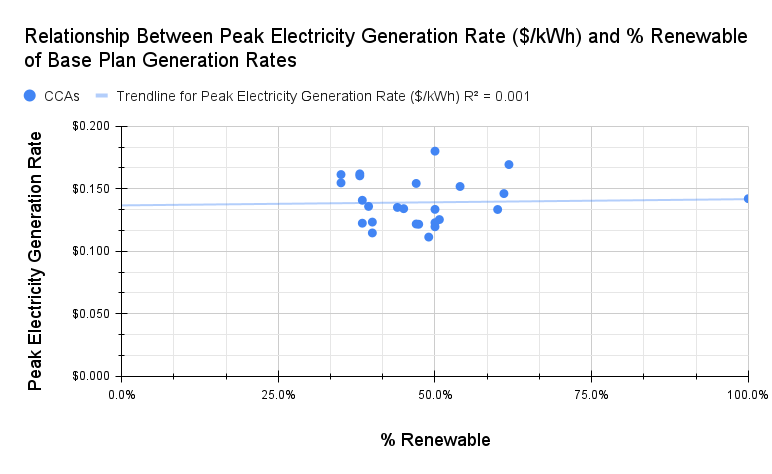 Relationship Between Peak Electricity Generation Rate ($/kWh) and % Renewable
of Base Plan Generation Rates
CCAs Trendline for Peak Electricity Generation Rate ($/kWh) R² = 0.001
Peak Electricity Generation Rate
$0.200
$0.150
$0.100
$0.050
$0.000
0.0% 25.0% 50.0% 75.0% 100.0%
% Renewable